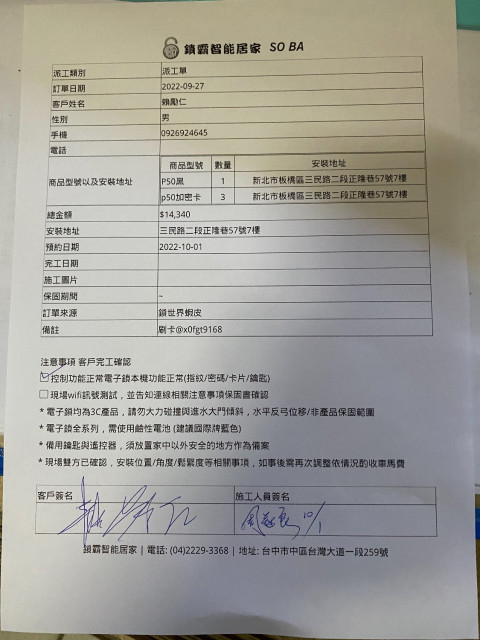 鎖霸智能居家 SO BA
派工類別 派工單
訂單日期 2022-09-27
客戶姓名 賴勵仁
性別 男
手機 0926924645
電話
商品型號以及安裝地址
商品型號 數量 安裝地址
P50黑 1 新北市板橋區三民路二段正隆巷57號7樓
p50加密卡 3 新北市板橋區三民路二段正隆巷57號7樓
總金額 $14,340
安裝地址 三民路二段正隆巷57號7樓
預約日期 2022-10-01
完工日期
施工圖片
保固期間 ~
訂單來源 鎖世界蝦皮
備註 刷卡@x0fgt9168
注意事項 客戶完工確認
控制功能正常電子鎖本機功能正常(指紋/密碼/卡片/鑰匙)
現場wifi訊號測試，並告知連線相關注意事項保固書確認
* 電子鎖均為3C產品，請勿大力碰撞與進水大門傾斜，水平反弓位移/非產品保固範圍
* 電子鎖全系列，需使用鹼性電池 (建議國際牌藍色)
* 備用鑰匙與遙控器，須放置家中以外安全的地方作為備案
* 現場雙方已確認，安裝位置/角度/鬆緊度等相關事項，如事後需再次調整依情況酌收車馬費
客戶簽名 施工人員簽名
10/1
鎖霸智能居家 | 電話: (04)2229-3368 | 地址: 台中市中區台灣大道一段259號